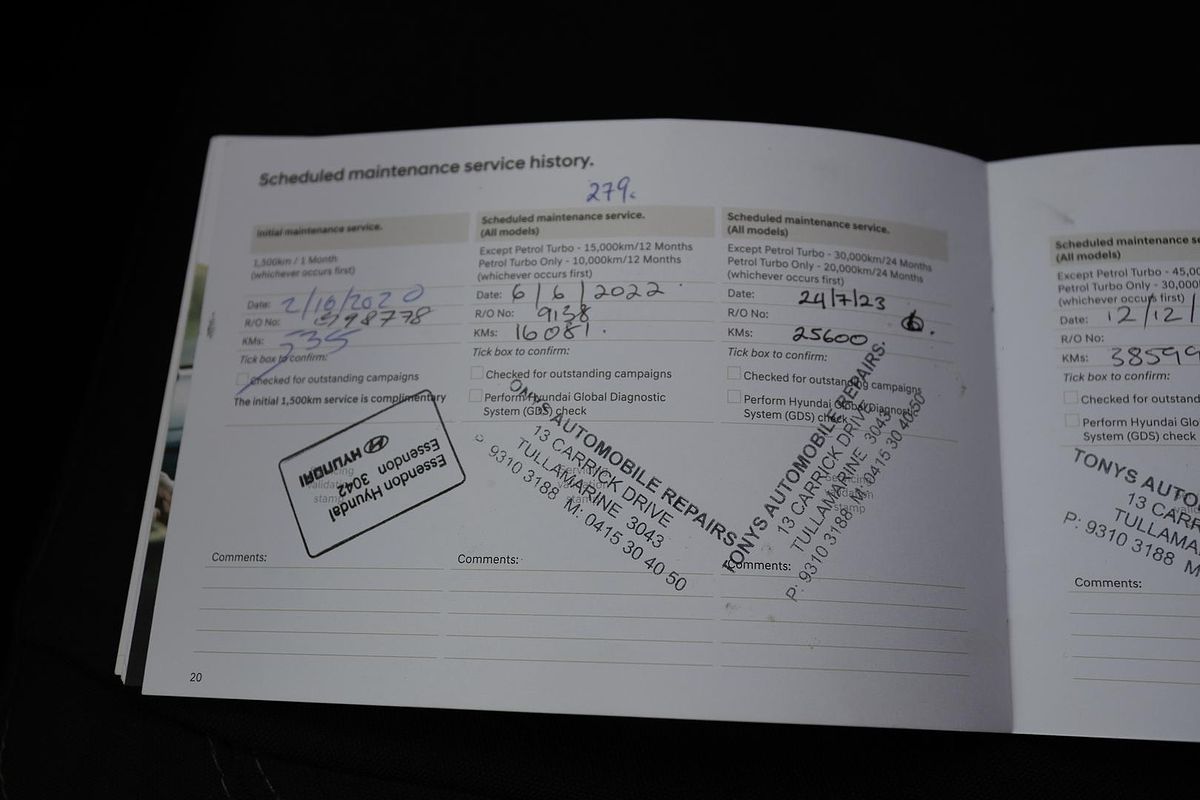 Scheduled maintenance service history.
279.
Initial maintenance service.
1,500km / 1 Month
(whichever occurs first)
Date: 2/10/2020
R/O No:
KMs: 335
Tick box to confirm:
Checked for outstanding campaigns
The initial 1,500km service is complimentary
HYUNDAI
Essendon Hyundai
Essendon 3042
Comments:
Scheduled maintenance service.
(All models)
Except Petrol Turbo - 15,000km/12 Months
Petrol Turbo Only - 10,000km/12 Months
(whichever occurs first)
Date: 6/6/2022
R/O No: 9138
KMs: 16081.
Tick box to confirm:
Checked for outstanding campaigns
Perform Hyundai Global Diagnostic
System (GDS) check
ONYS AUTOMOBILE REPAIRS.
13 CARRICK DRIVE
TULLAMARINE 3043
P: 9310 3188 M: 0415 30 40 50
Comments:
Scheduled maintenance service.
(All models)
Except Petrol Turbo - 30,000km/24 Months
Petrol Turbo Only - 20,000km/24 Months
(whichever occurs first)
Date: 24/7/23
R/O No:
KMs: 25600
Tick box to confirm:
Checked for outstanding campaigns
Perform Hyundai Global Diagnostic
System (GDS) check
TONYS AUTOMOBILE REPAIRS.
13 CARRICK DRIVE
TULLAMARINE 3043
P: 9310 3188 M: 0415 30 40 50
servicing
validation
stamp
Comments:
20
Scheduled maintenance se
(All models)
Except Petrol Turbo - 45,00
Petrol Turbo Only - 30,000
(whichever occurs first)
Date: 12/12/
R/O No:
KMs: 38599
Tick box to confirm:
Checked for outstand
Perform Hyundai Glo
System (GDS) check
TONYS AUTO
13 CARR
TULLAMA
P: 9310 3188 M
Comments: